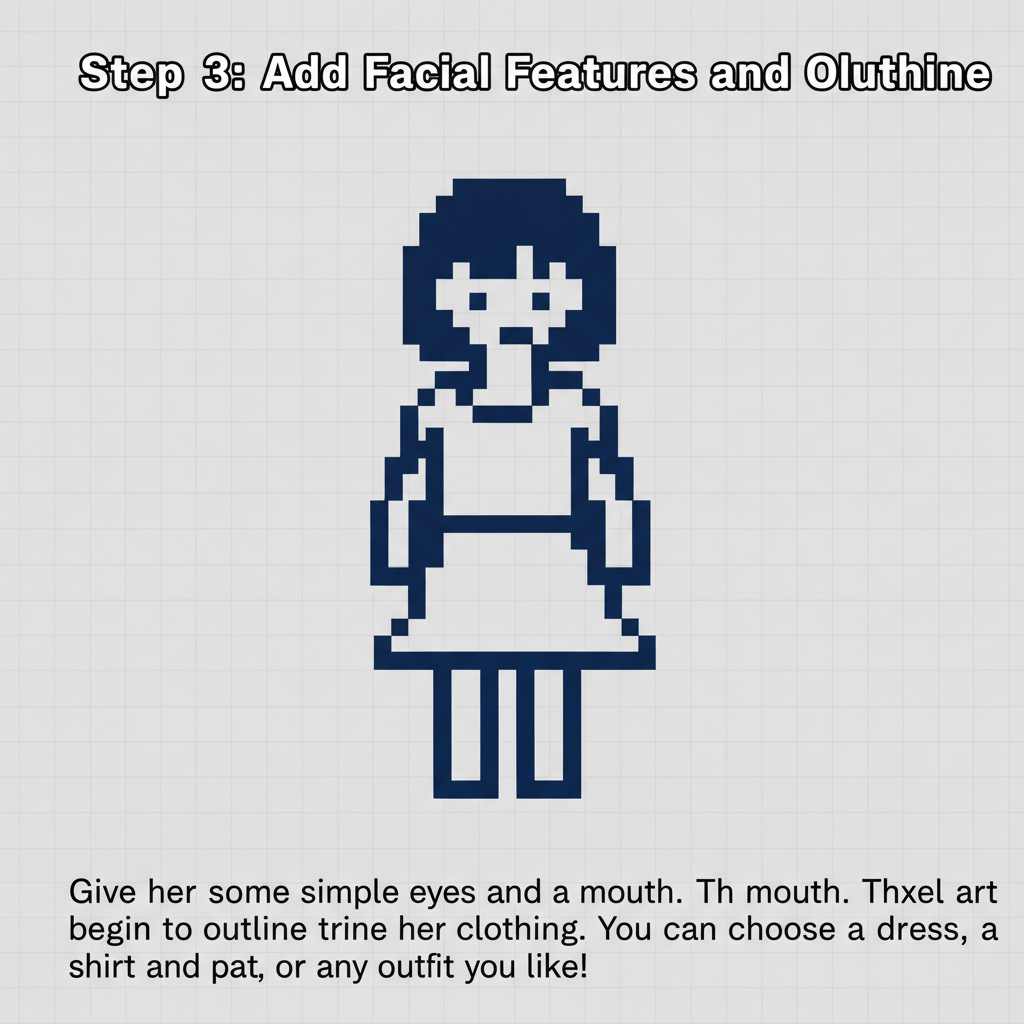 Step 3: Add Facial Features and Oluthine
Give her some simple eyes and a mouth. Th mouth. Thxel art
begin to outline trine her clothing. You can choose a dress, a
shirt and pat, or any outfit you like!